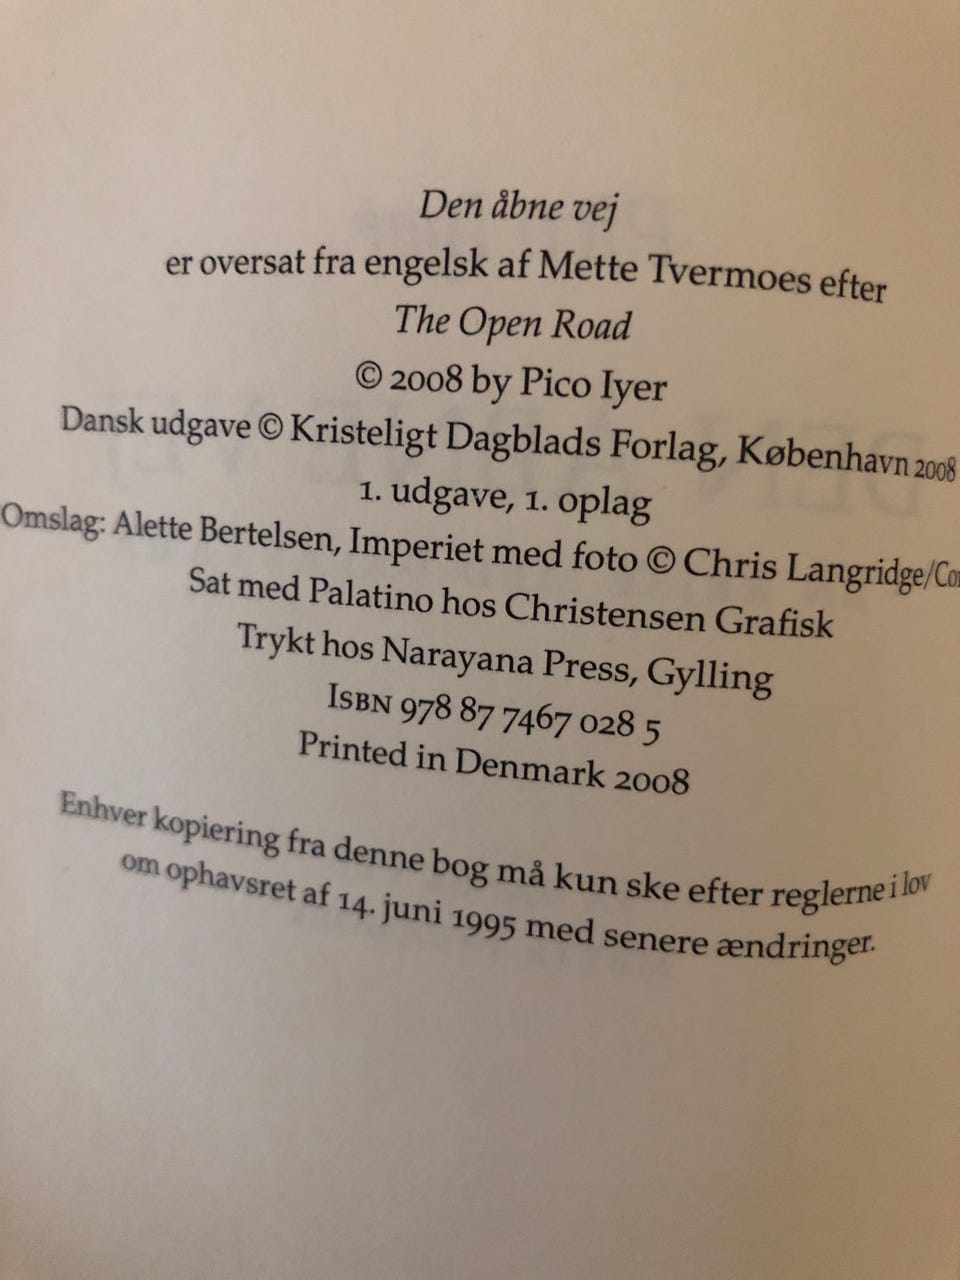 Den åbne vej
er oversat fra engelsk af Mette Tvermoes efter
The Open Road
© 2008 by Pico Iyer
Dansk udgave © Kristeligt Dagblads Forlag, København 2008
1. udgave, 1. oplag
Omslag: Alette Bertelsen, Imperiet med foto © Chris Langridge/
Sat med Palatino hos Christensen Grafisk
Trykt hos Narayana Press, Gylling
ISBN 978 87 7467 028 5
Printed in Denmark 2008
Enhver kopiering fra denne bog må kun ske efter reglerne i lov
om ophavsret af 14. juni 1995 med senere ændringer.